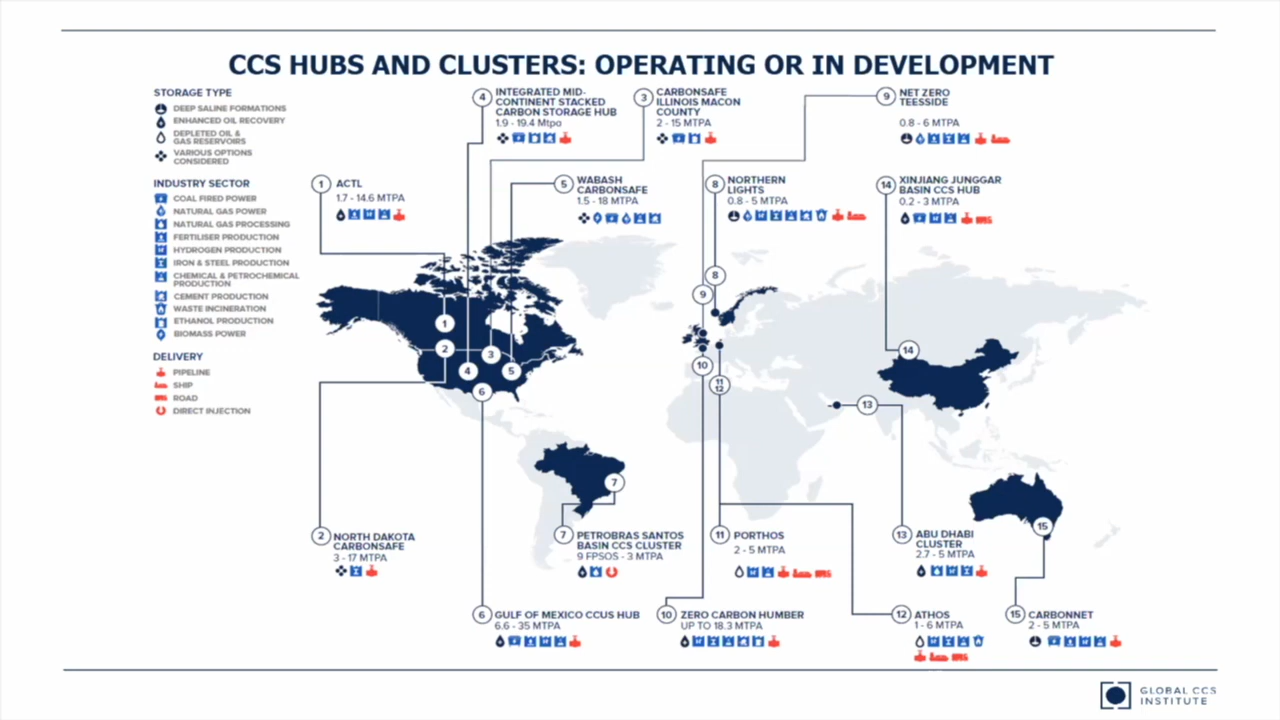 CCS HUBS AND CLUSTERS: OPERATING OR IN DEVELOPMENT
STORAGE TYPE
DEEP SALINE FORMATIONS
ENHANCED OIL RECOVERY
DEPLETED OIL &
GAS RESERVOIRS
VARIOUS OPTIONS
CONSIDERED
INDUSTRY SECTOR
COAL FIRED POWER
NATURAL GAS POWER
NATURAL GAS PROCESSING
FERTILISER PRODUCTION
HYDROGEN PRODUCTION
IRON & STEEL PRODUCTION
CHEMICAL & PETROCHEMICAL
PRODUCTION
CEMENT PRODUCTION
WASTE INCINERATION
ETHANOL PRODUCTION
BIOMASS POWER
DELIVERY
PIPELINE
SHIP
ROAD
DIRECT INJECTION
4 INTEGRATED MID-
CONTINENT STACKED
CARBON STORAGE HUB
1.9 - 19.4 Mtpa
3 CARBONSAFE
ILLINOIS MACON
COUNTY
2 - 15 MTPA
9 NET ZERO
TEESSIDE
0.8 - 6 MTPA
1 ACTL
1.7 - 14.6 MTPA
5 WABASH
CARBONSAFE
1.5 - 18 MTPA
8 NORTHERN
LIGHTS
0.8 - 5 MTPA
14 XINJIANG JUNGGAR
BASIN CCS HUB
0.2 - 3 MTPA
8
9
1
2
3
4
5
6
10
11
12
14
13
7
15
2 NORTH DAKOTA
CARBONSAFE
3 - 17 MTPA
7 PETROBRAS SANTOS
BASIN CCS CLUSTER
9 FPSOS - 3 MTPA
11 PORTHOS
2 - 5 MTPA
13 ABU DHABI
CLUSTER
2.7 - 5 MTPA
6 GULF OF MEXICO CCUS HUB
6.6 - 35 MTPA
10 ZERO CARBON HUMBER
UP TO 18.3 MTPA
12 ATHOS
1 - 6 MTPA
15 CARBONNET
2 - 5 MTPA
GLOBAL CCS
INSTITUTE